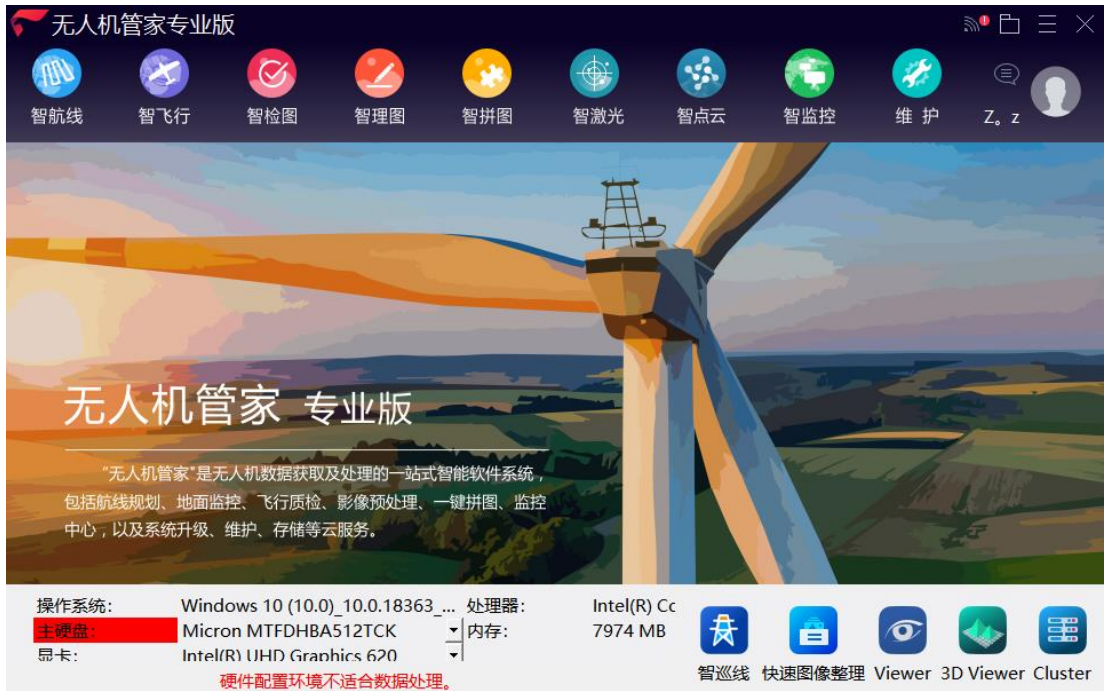 无人机管家专业版
智航线 智飞行 智检图 智理图 智拼图 智激光 智点云 智监控 维 护 Z。z
无人机管家 专业版
“无人机管家”是无人机数据获取及处理的一站式智能软件系统，
包括航线规划、地面监控、飞行质检、影像预处理、一键拼图、监控
中心，以及系统升级、维护、存储等云服务。
操作系统: Windows 10 (10.0)_10.0.18363_... 处理器: Intel(R) Cc
主硬盘: Micron MTFDHBA512TCK 内存: 7974 MB
显卡: Intel(R) UHD Graphics 620
硬件配置环境不适合数据处理。
智巡线 快速图像整理 Viewer 3D Viewer Cluster